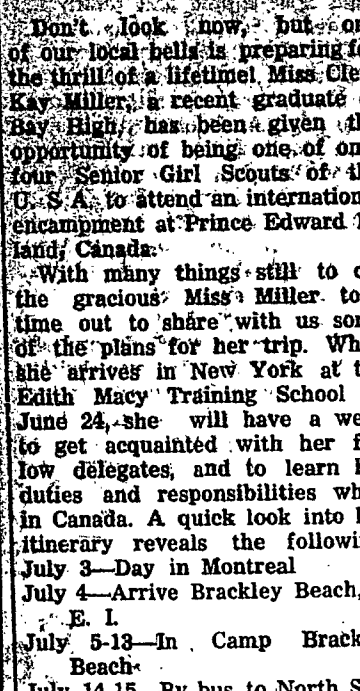 Don't look now, but on
of our local bells is preparing fo
the thrill of a lifetime! Miss Cle
Kay Miller, a recent graduate
Bay High, has been given th
opportunity of being one of on
four Senior Girl Scouts of th
U. S. A. to attend an internation
encampment at Prince Edward I
land, Canada.
With many things still to d
the gracious Miss Miller to
time out to share with us som
of the plans for her trip. Wh
she arrives in New York at t
Edith Macy Training School
June 24, she will have a we
to get acquainted with her f
low delegates, and to learn h
duties and responsibilities wh
in Canada. A quick look into h
itinerary reveals the followi
July 3—Day in Montreal
July 4—Arrive Brackley Beach,
E. I.
July 5-13—In Camp Brack
Beach
July 14-15 By bus to North S